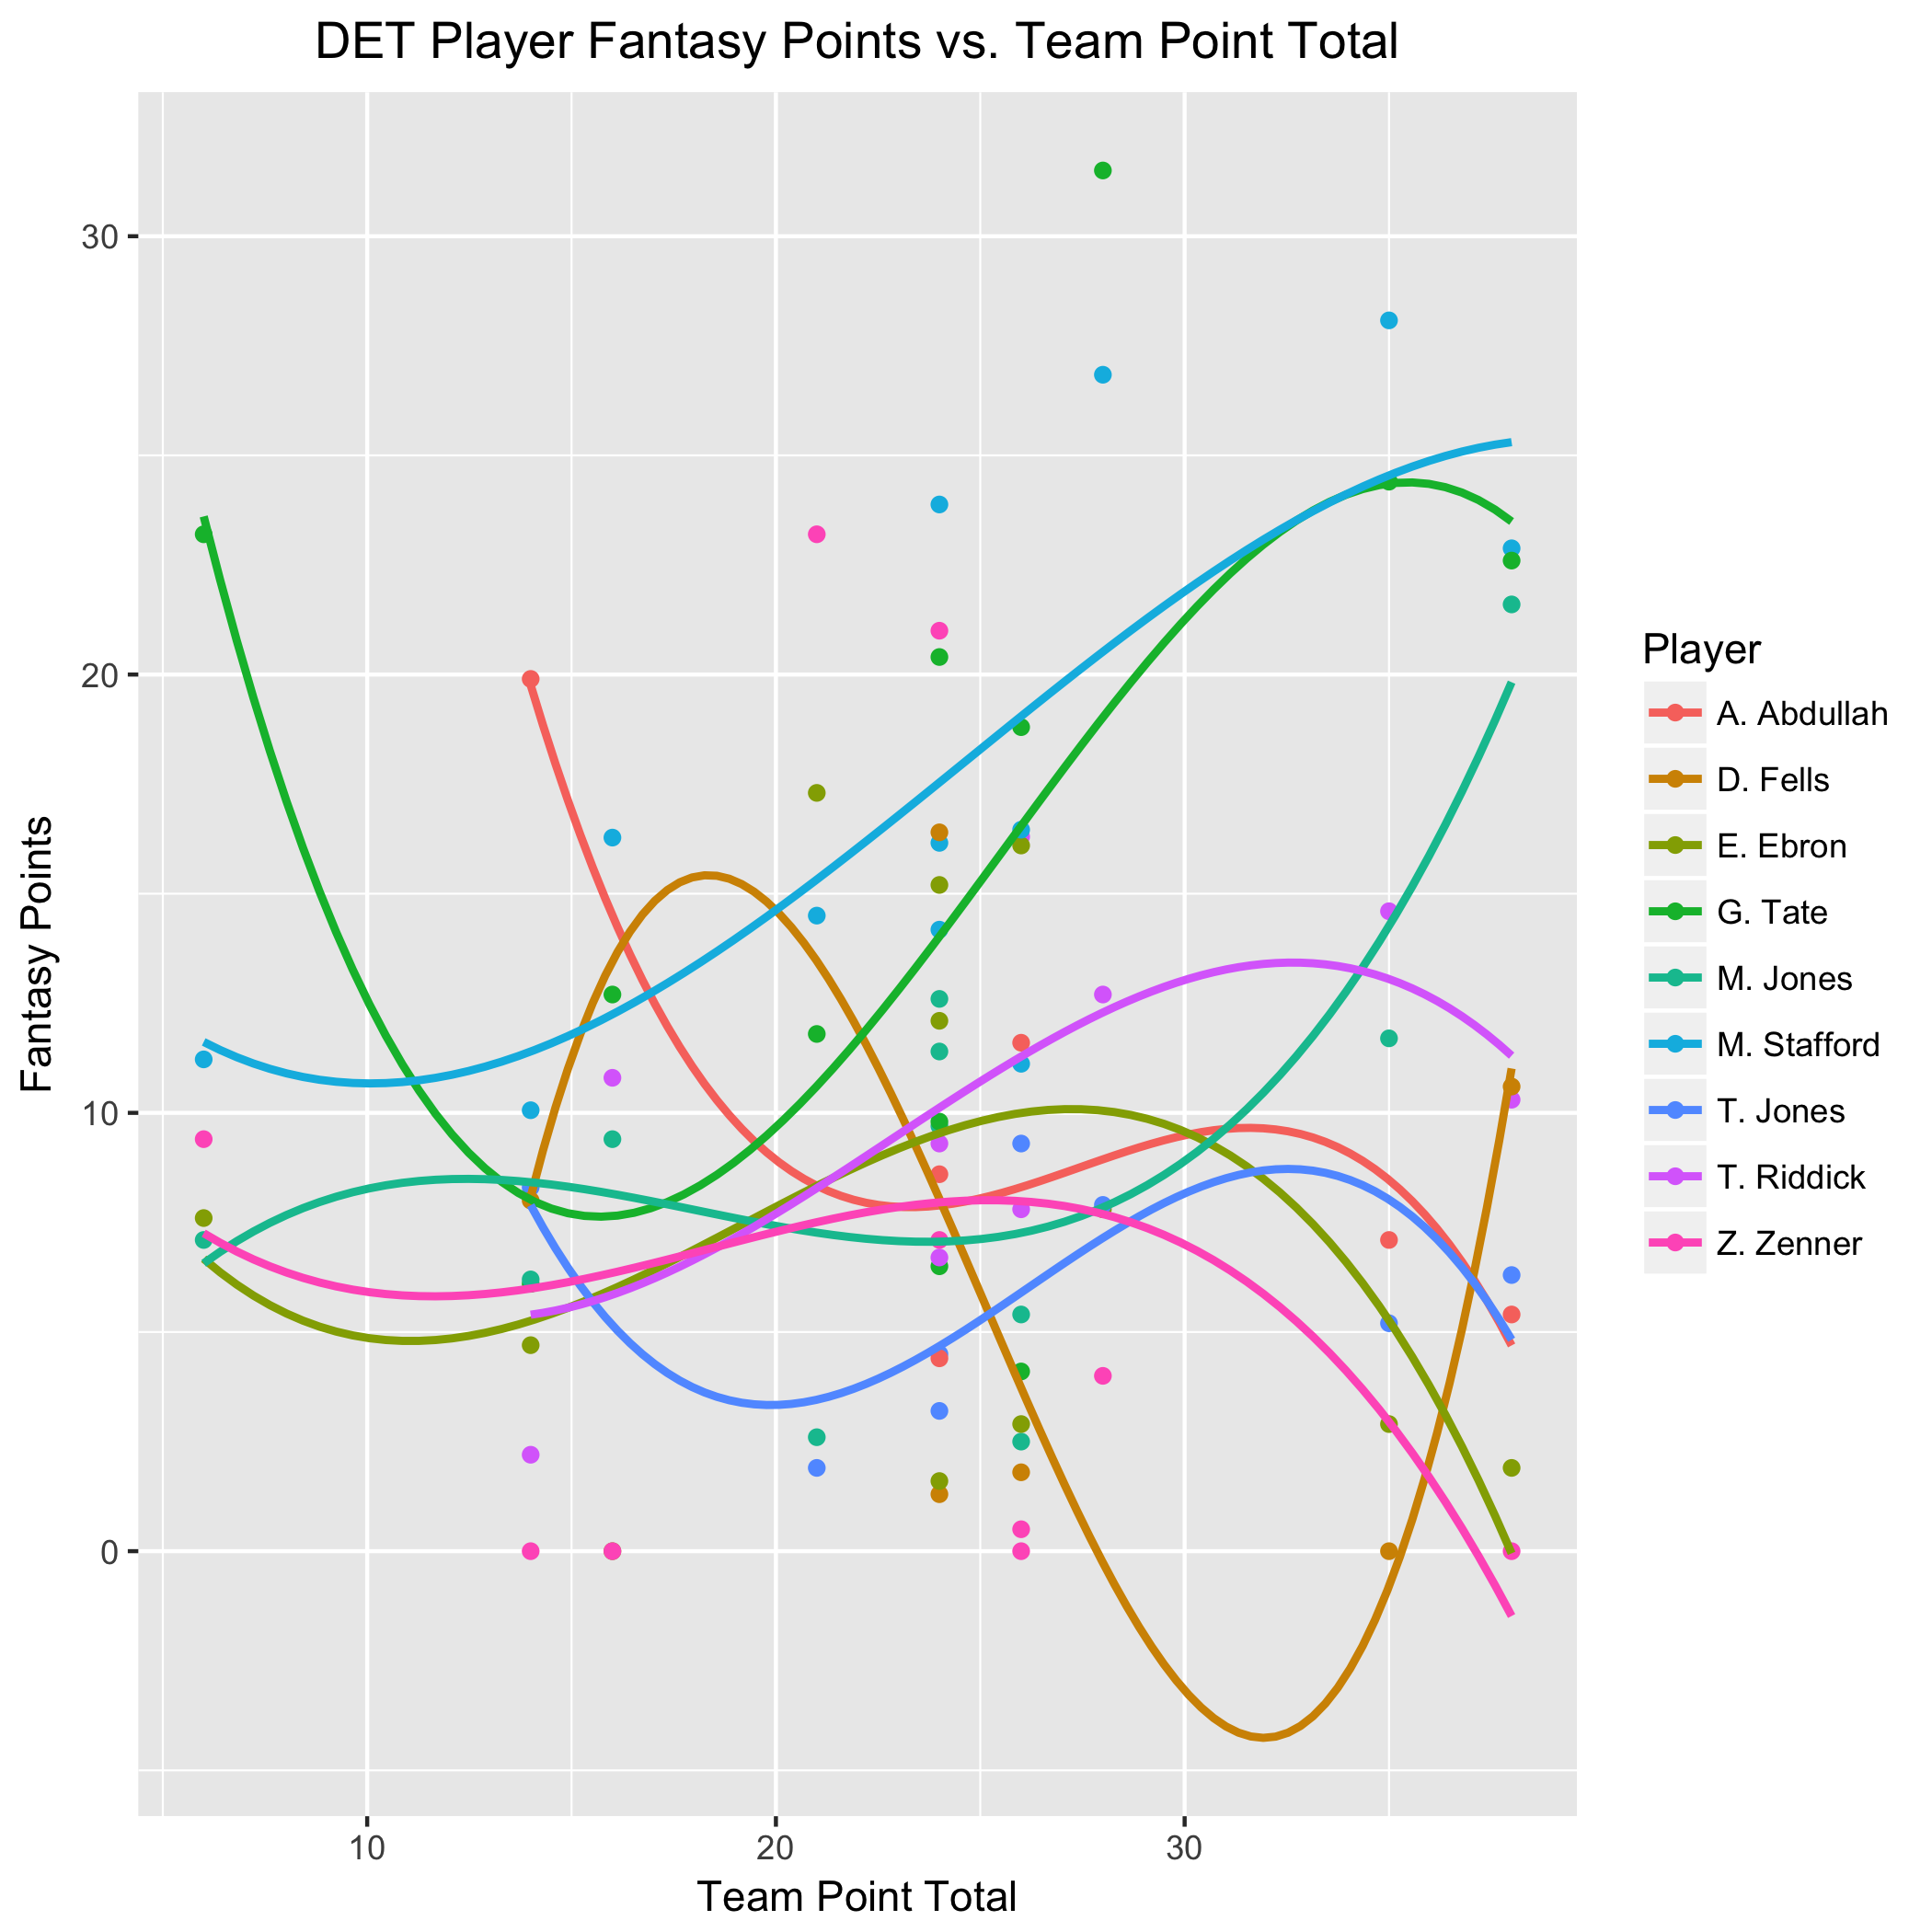 DET Player Fantasy Points vs. Team Point Total
30
20
10
0
Fantasy Points
10
20
30
Team Point Total
Player
A. Abdullah
D. Fells
E. Ebron
G. Tate
M. Jones
M. Stafford
T. Jones
T. Riddick
Z. Zenner